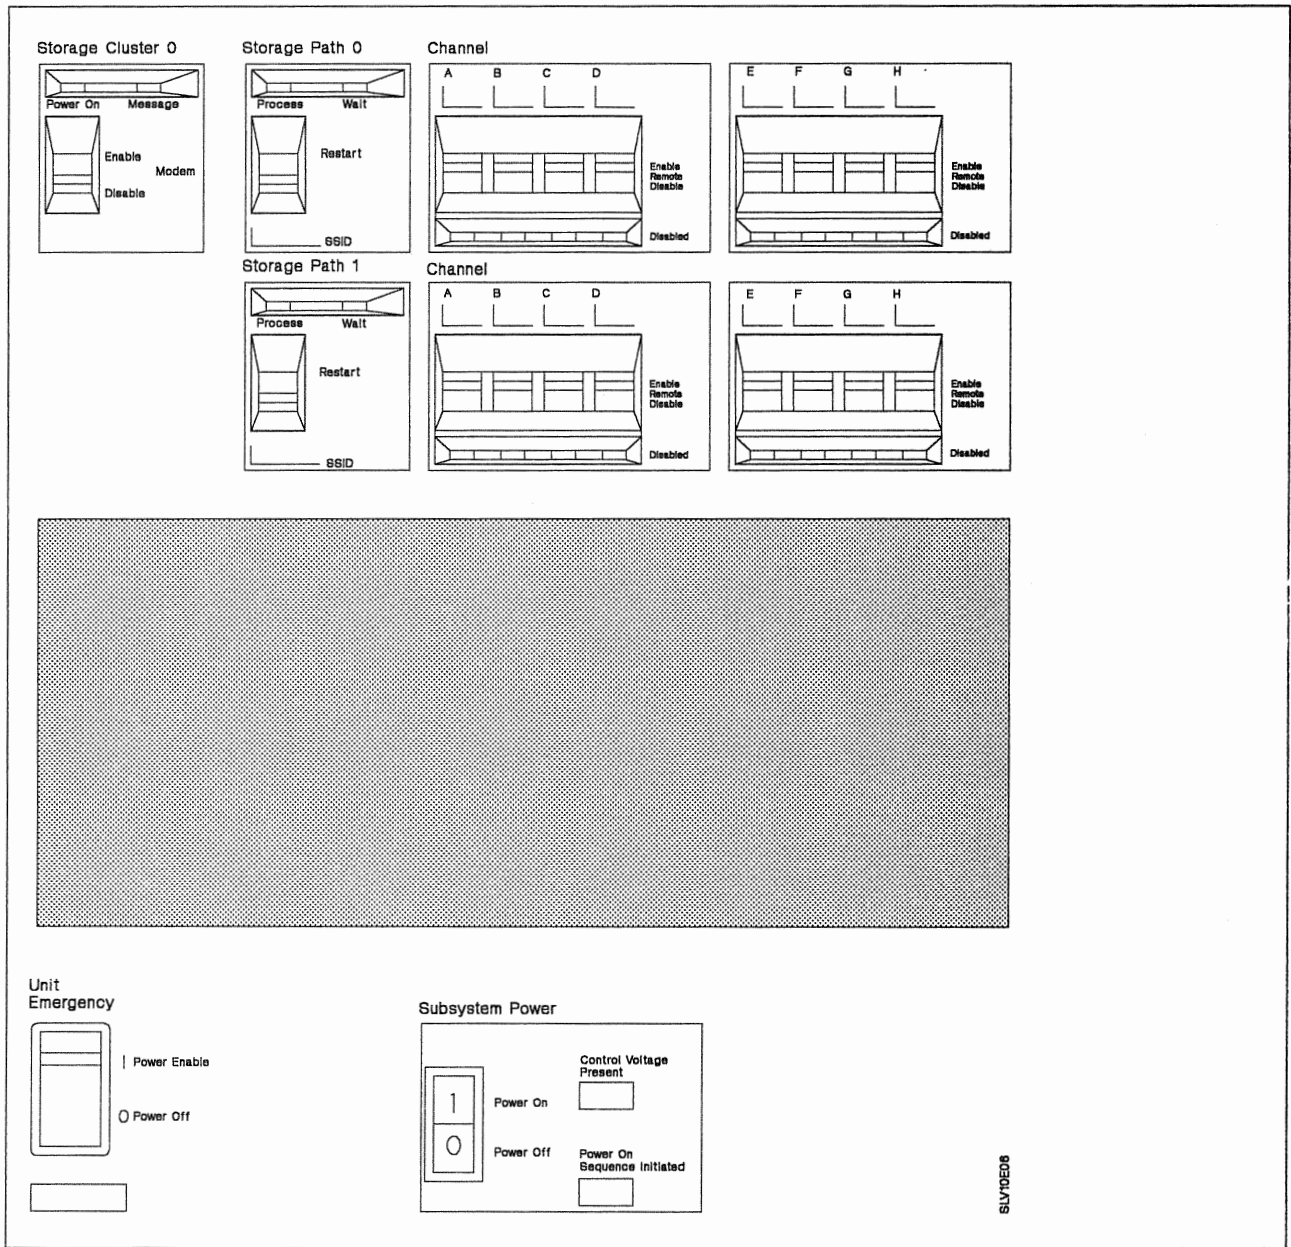 Storage Cluster 0
Power On Message
Enable
Modem
Disable
Storage Path 0
Process Wait
Restart
SSID
Channel
A B C D
Enable
Remote
Disable
Disabled
E F G H
Enable
Remote
Disable
Disabled
Storage Path 1
Process Wait
Restart
SSID
Channel
A B C D
Enable
Remote
Disable
Disabled
E F G H
Enable
Remote
Disable
Disabled
Unit
Emergency
| Power Enable
O Power Off
Subsystem Power
1
0
Power On
Power Off
Control Voltage
Present
Power On
Sequence Initiated
SLV10E06